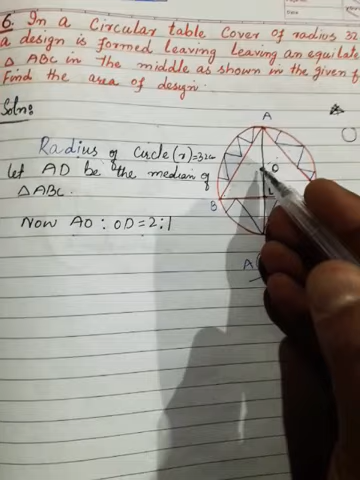 6. In a Circular table Cover of radius 32
a design is formed leaving leaving an equilate
Δ ABC in the middle as shown in the given f
Find the area of design.
Soln:
A
Radius of Circle (r) = 32cm
O
let AD be the median of
ΔABC.
B
L
Now AO : OD = 2:1
A